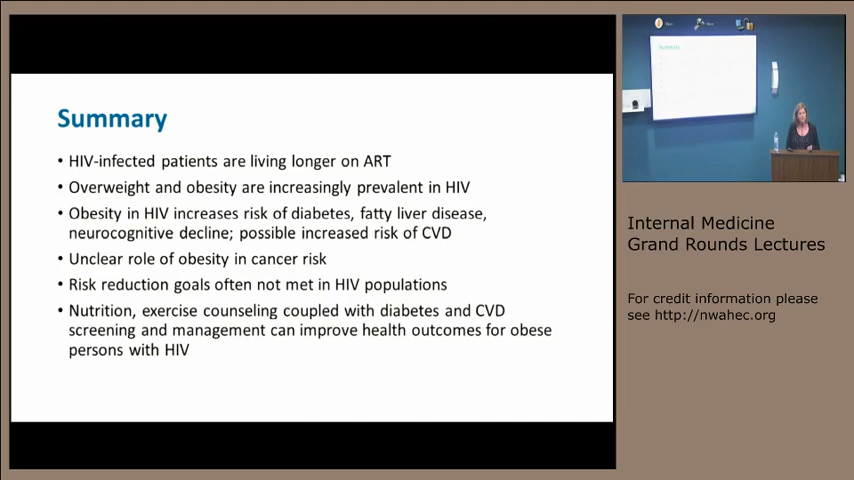 Summary
• HIV-infected patients are living longer on ART
• Overweight and obesity are increasingly prevalent in HIV
• Obesity in HIV increases risk of diabetes, fatty liver disease,
neurocognitive decline; possible increased risk of CVD
• Unclear role of obesity in cancer risk
• Risk reduction goals often not met in HIV populations
• Nutrition, exercise counseling coupled with diabetes and CVD
screening and management can improve health outcomes for obese
persons with HIV
Summary
Internal Medicine
Grand Rounds Lectures
For credit information please
see http://nwahec.org